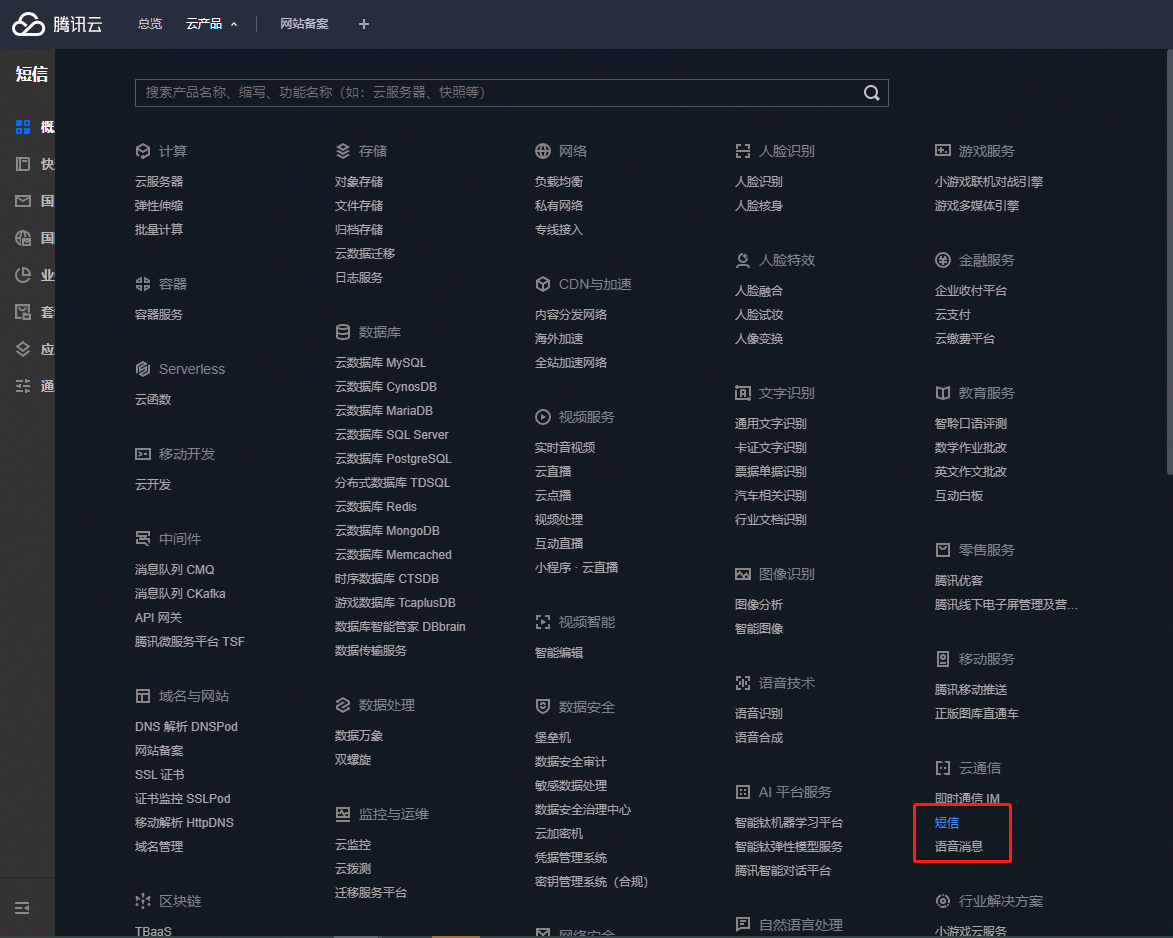 腾讯云
总览
云产品
网站备案
短信
概
快
国
国
业
套
应
通
搜索产品名称、缩写、功能名称（如：云服务器、快照等）
计算
云服务器
弹性伸缩
批量计算
容器
容器服务
Serverless
云函数
移动开发
云开发
中间件
消息队列 CMQ
消息队列 CKafka
API 网关
腾讯微服务平台 TSF
域名与网站
DNS 解析 DNSPod
网站备案
SSL 证书
证书监控 SSLPod
移动解析 HttpDNS
域名管理
区块链
TBaaS
存储
对象存储
文件存储
归档存储
云数据迁移
日志服务
数据库
云数据库 MySQL
云数据库 CynosDB
云数据库 MariaDB
云数据库 SQL Server
云数据库 PostgreSQL
分布式数据库 TDSQL
云数据库 Redis
云数据库 MongoDB
云数据库 Memcached
时序数据库 CTSDB
游戏数据库 TcaplusDB
数据库智能管家 DBbrain
数据传输服务
数据处理
数据万象
双螺旋
监控与运维
云监控
云拨测
迁移服务平台
网络
负载均衡
私有网络
专线接入
CDN与加速
内容分发网络
海外加速
全站加速网络
视频服务
实时音视频
云直播
云点播
视频处理
互动直播
小程序 · 云直播
视频智能
智能编辑
数据安全
堡垒机
数据安全审计
敏感数据处理
数据安全治理中心
云加密机
凭据管理系统
密钥管理系统（合规）
网络安全
人脸识别
人脸识别
人脸核身
人脸特效
人脸融合
人脸试妆
人像变换
文字识别
通用文字识别
卡证文字识别
票据单据识别
汽车相关识别
行业文档识别
图像识别
图像分析
智能图像
语音技术
语音识别
语音合成
AI 平台服务
智能钛机器学习平台
智能钛弹性模型服务
腾讯智能对话平台
自然语言处理
游戏服务
小游戏联机对战引擎
游戏多媒体引擎
金融服务
企业收付平台
云支付
云缴费平台
教育服务
智聆口语评测
数学作业批改
英文作文批改
互动白板
零售服务
腾讯优客
腾讯线下电子屏管理及营...
移动服务
腾讯移动推送
正版图库直通车
云通信
即时通信 IM
短信
语音消息
行业解决方案
小游戏云服务